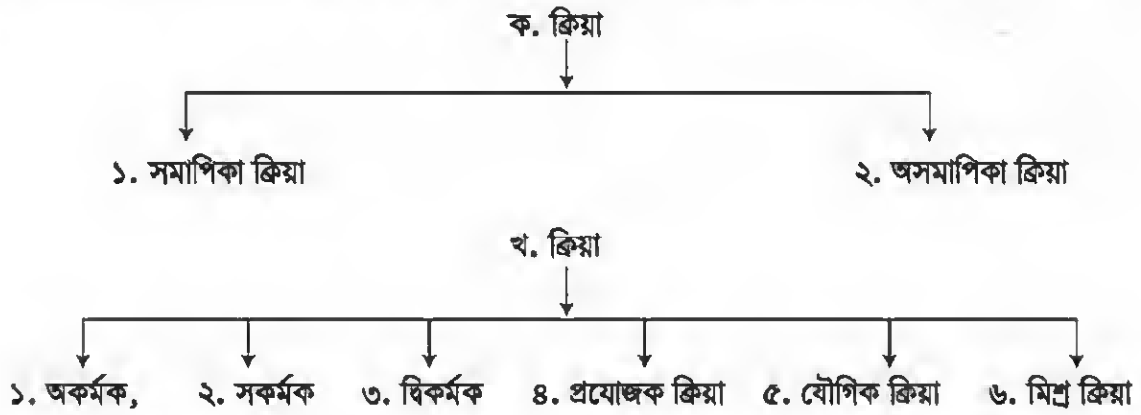 ক. ক্রিয়া
১. সমাপিকা ক্রিয়া ২. অসমাপিকা ক্রিয়া
খ. ক্রিয়া
১. অকর্মক, ২. সকর্মক ৩. দ্বিকর্মক ৪. প্রযোজক ক্রিয়া ৫. যৌগিক ক্রিয়া ৬. মিশ্র ক্রিয়া